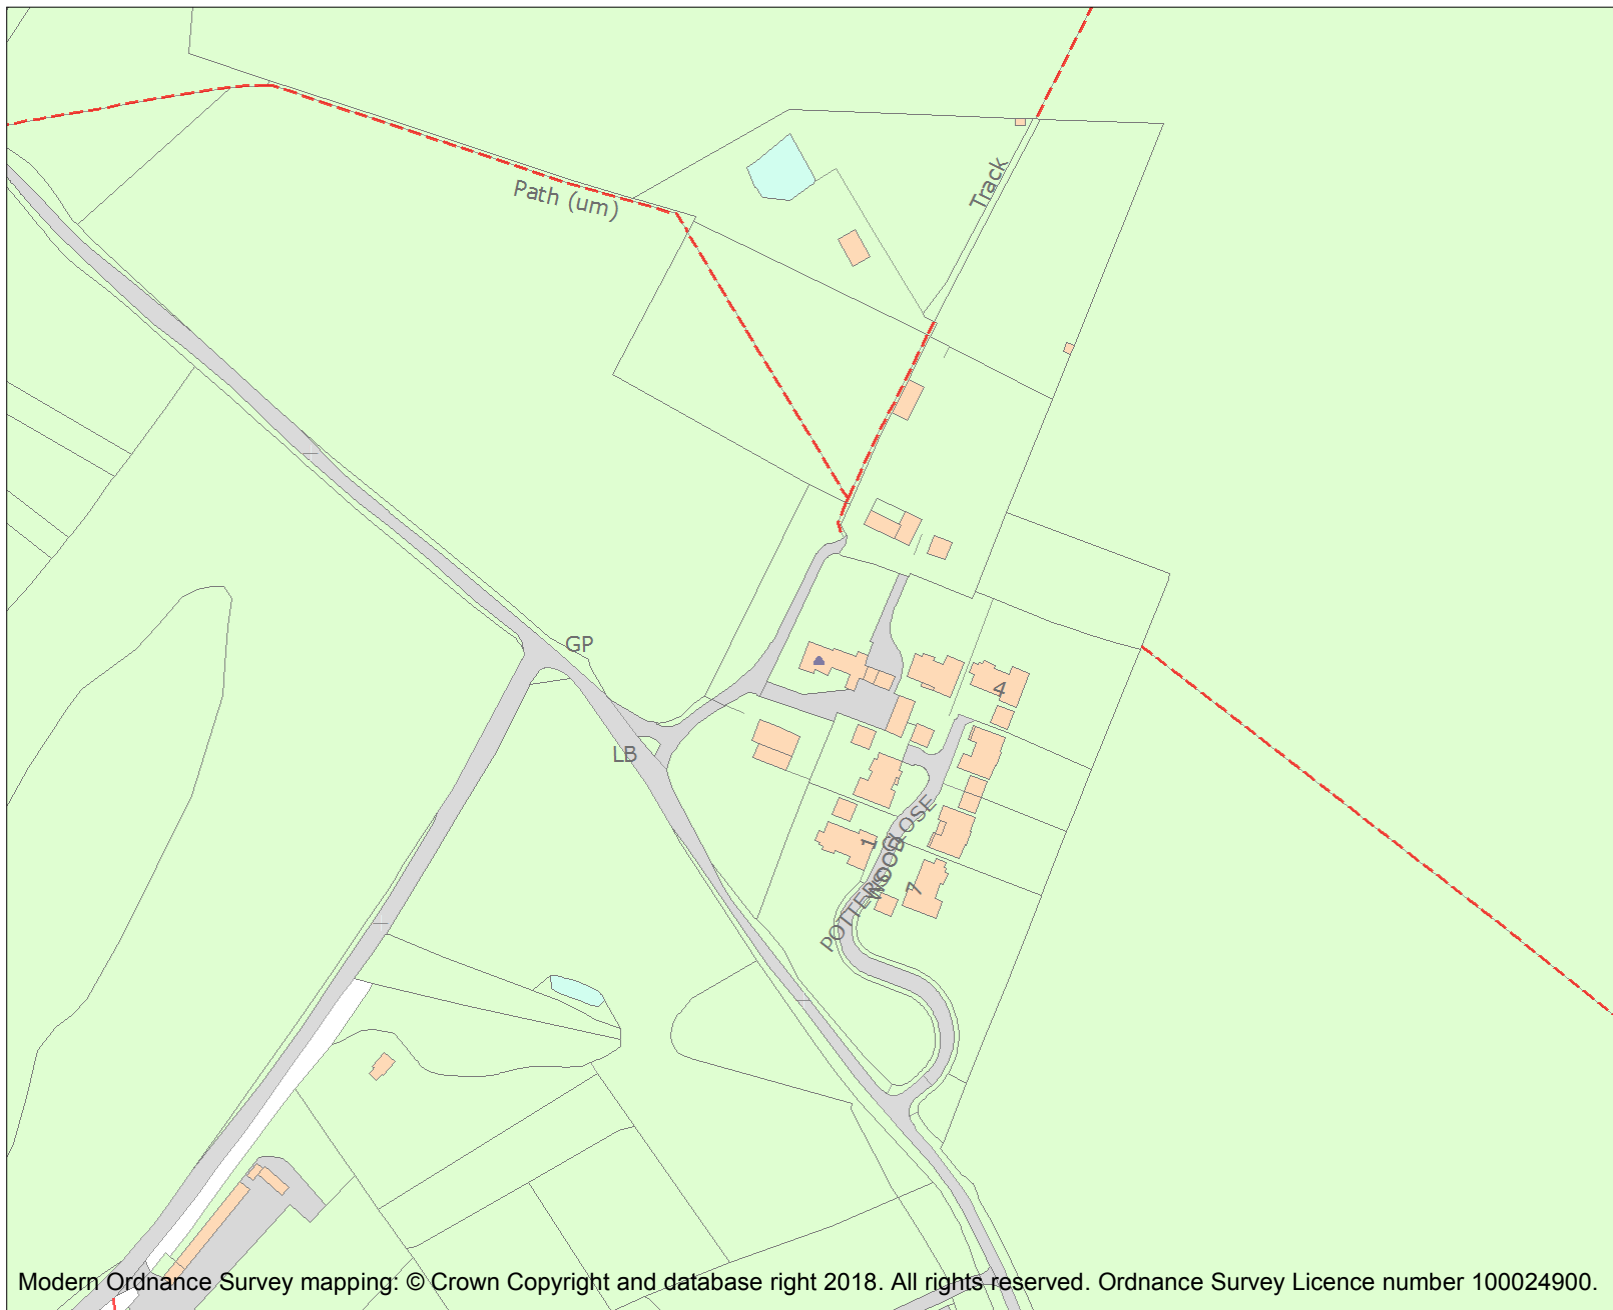 Path (um)
Track
GP
LB
4
1
POTTERS WOOD CLOSE
7
Modern Ordnance Survey mapping: © Crown Copyright and database right 2018. All rights reserved. Ordnance Survey Licence number 100024900.